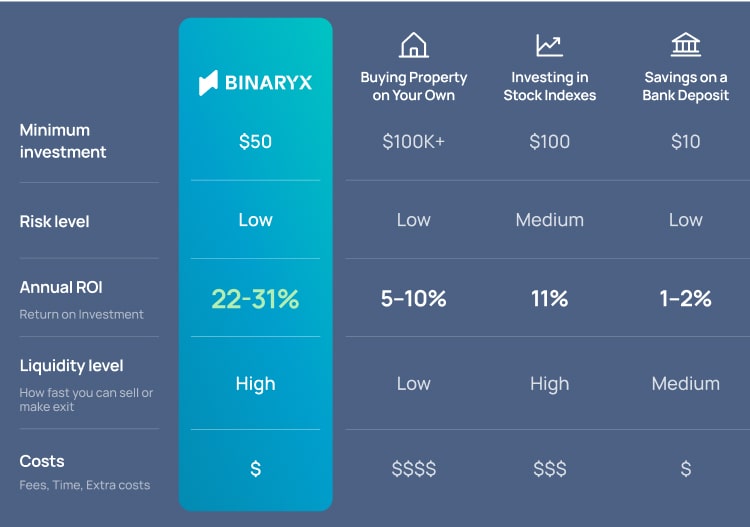 BINARYX
Buying Property
on Your Own
Investing in
Stock Indexes
Savings on a
Bank Deposit
Minimum
investment
$50
$100K+
$100
$10
Risk level
Low
Low
Medium
Low
Annual ROI
Return on Investment
22-31%
5–10%
11%
1–2%
Liquidity level
How fast you can sell or
make exit
High
Low
High
Medium
Costs
Fees, Time, Extra costs
$
$$$$
$$$
$